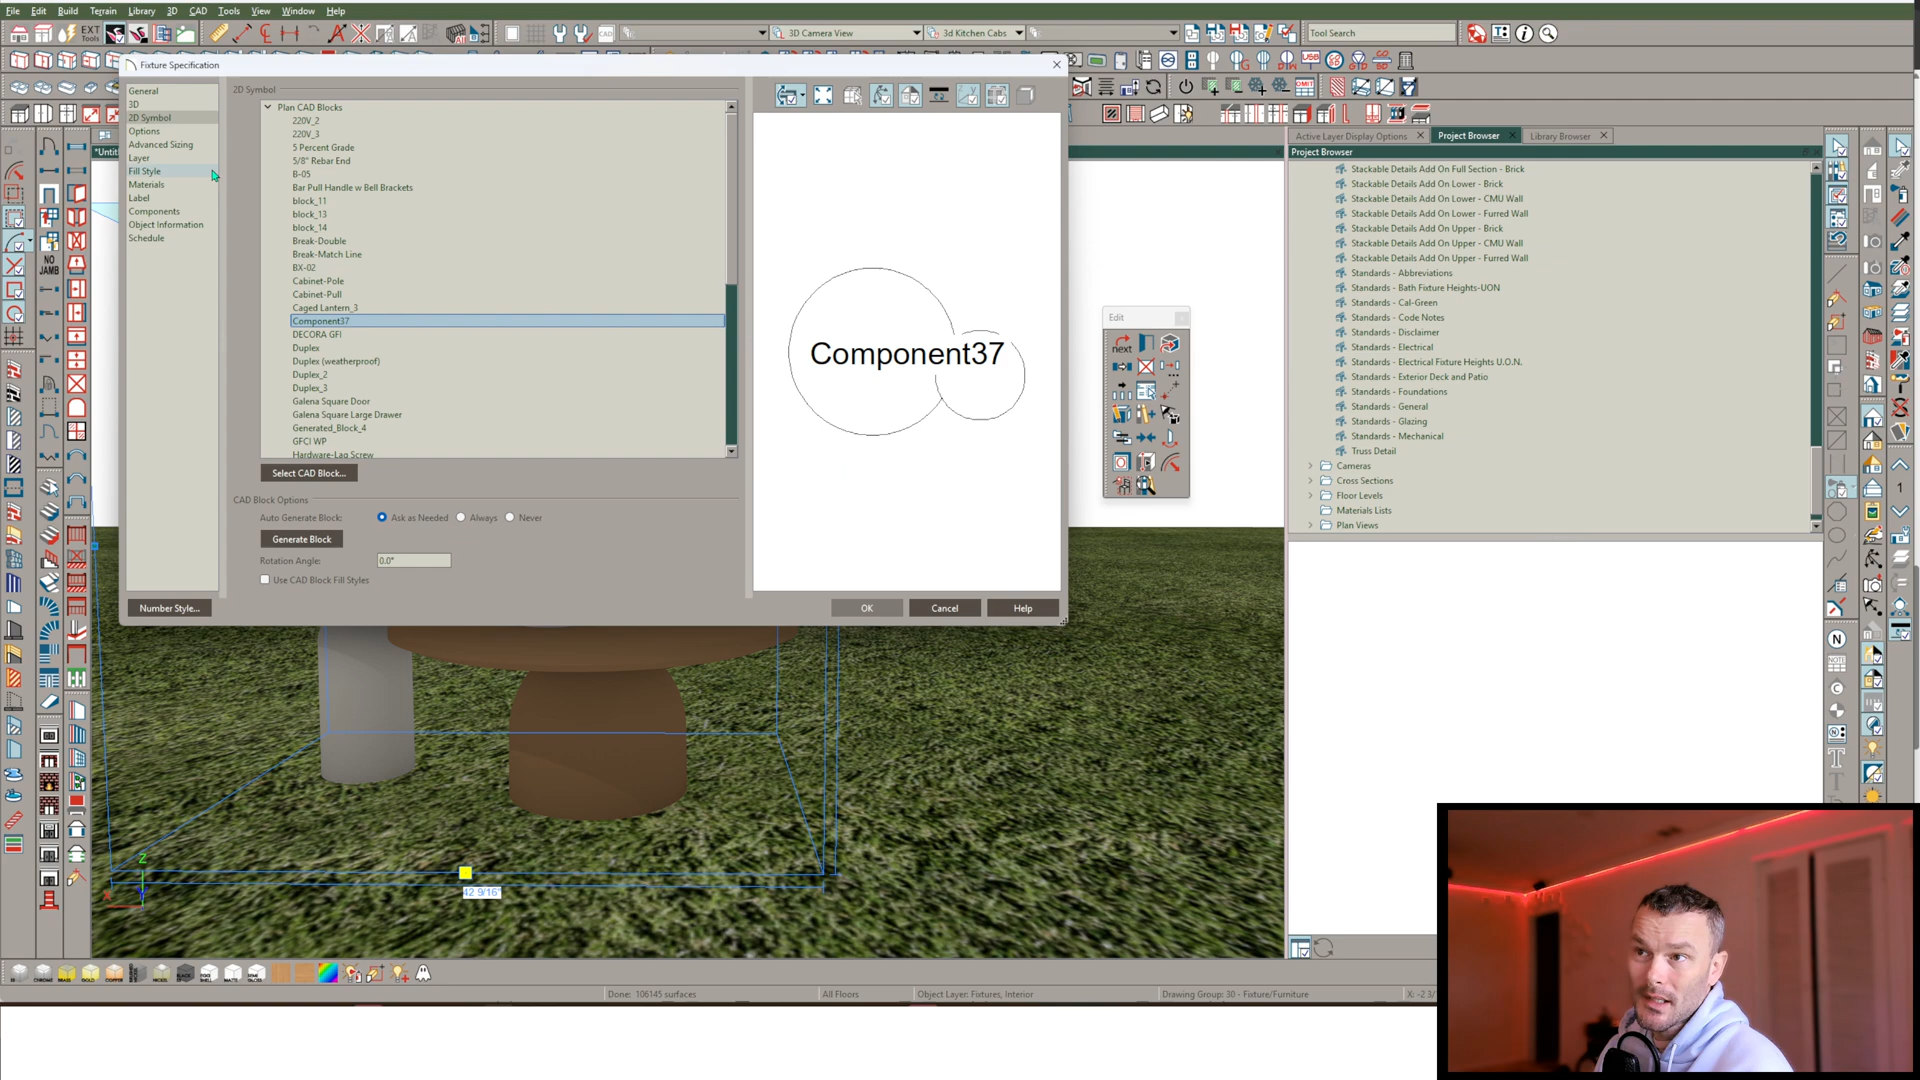 File Edit Build Terrain Library 3D CAD Tools View Window Help
EXT Tools
3D Camera View
3d Kitchen Cabs
Tool Search
Fixture Specification
General
3D
2D Symbol
Options
Advanced Sizing
Layer
Fill Style
Materials
Label
Components
Object Information
Schedule
Number Style...
2D Symbol
Plan CAD Blocks
220V_2
220V_3
5 Percent Grade
5/8" Rebar End
B-05
Bar Pull Handle w Bell Brackets
block_11
block_13
block_14
Break-Double
Break-Match Line
BX-02
Cabinet-Pole
Cabinet-Pull
Caged Lantern_3
Component37
DECORA GFI
Duplex
Duplex (weatherproof)
Duplex_2
Duplex_3
Galena Square Door
Galena Square Large Drawer
Generated_Block_4
GFCI WP
Hardware-Lag Screw
Select CAD Block...
CAD Block Options
Auto Generate Block: Ask as Needed Always Never
Generate Block
Rotation Angle: 0.0°
Use CAD Block Fill Styles
Component37
OK Cancel Help
Edit
next
NO JAMB
Active Layer Display Options
Project Browser
Library Browser
Project Browser
Stackable Details Add On Full Section - Brick
Stackable Details Add On Lower - Brick
Stackable Details Add On Lower - CMU Wall
Stackable Details Add On Lower - Furred Wall
Stackable Details Add On Upper - Brick
Stackable Details Add On Upper - CMU Wall
Stackable Details Add On Upper - Furred Wall
Standards - Abbreviations
Standards - Bath Fixture Heights-UON
Standards - Cal-Green
Standards - Code Notes
Standards - Disclaimer
Standards - Electrical
Standards - Electrical Fixture Heights U.O.N.
Standards - Exterior Deck and Patio
Standards - Foundations
Standards - General
Standards - Glazing
Standards - Mechanical
Truss Detail
Cameras
Cross Sections
Floor Levels
Materials Lists
Plan Views
42 9/16"
Done: 106145 surfaces
All Floors
Object Layer: Fixtures, Interior
Drawing Group: 30 - Fixture/Furniture